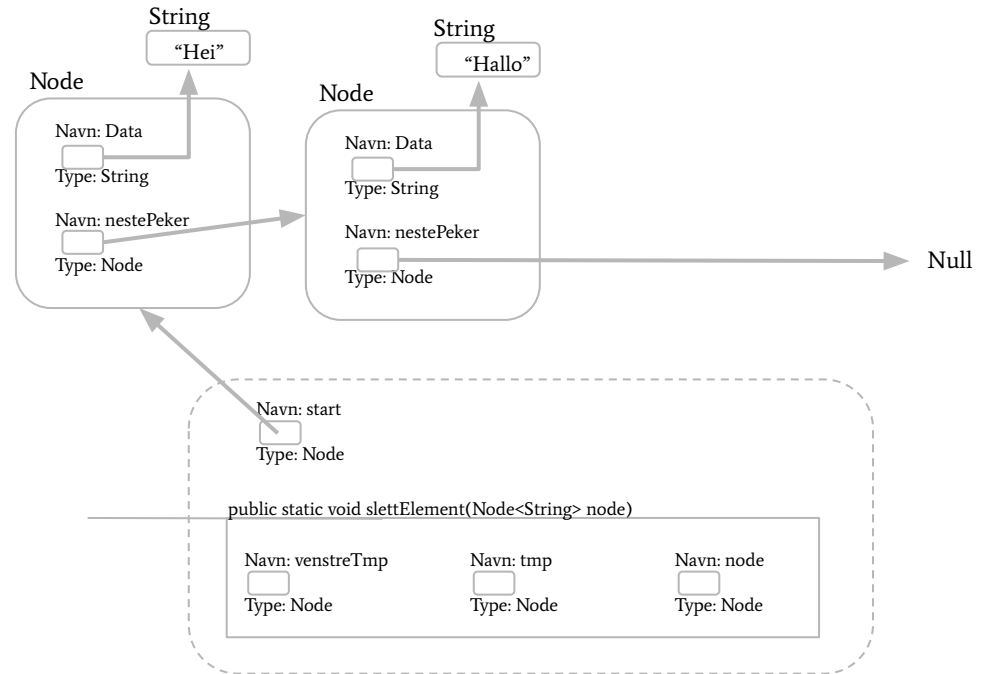 String
“Hei”
Node
Navn: Data
Type: String
Navn: nestePeker
Type: Node
String
“Hallo”
Node
Navn: Data
Type: String
Navn: nestePeker
Type: Node
Null
Navn: start
Type: Node
public static void slettElement(Node<String> node)
Navn: venstreTmp
Type: Node
Navn: tmp
Type: Node
Navn: node
Type: Node